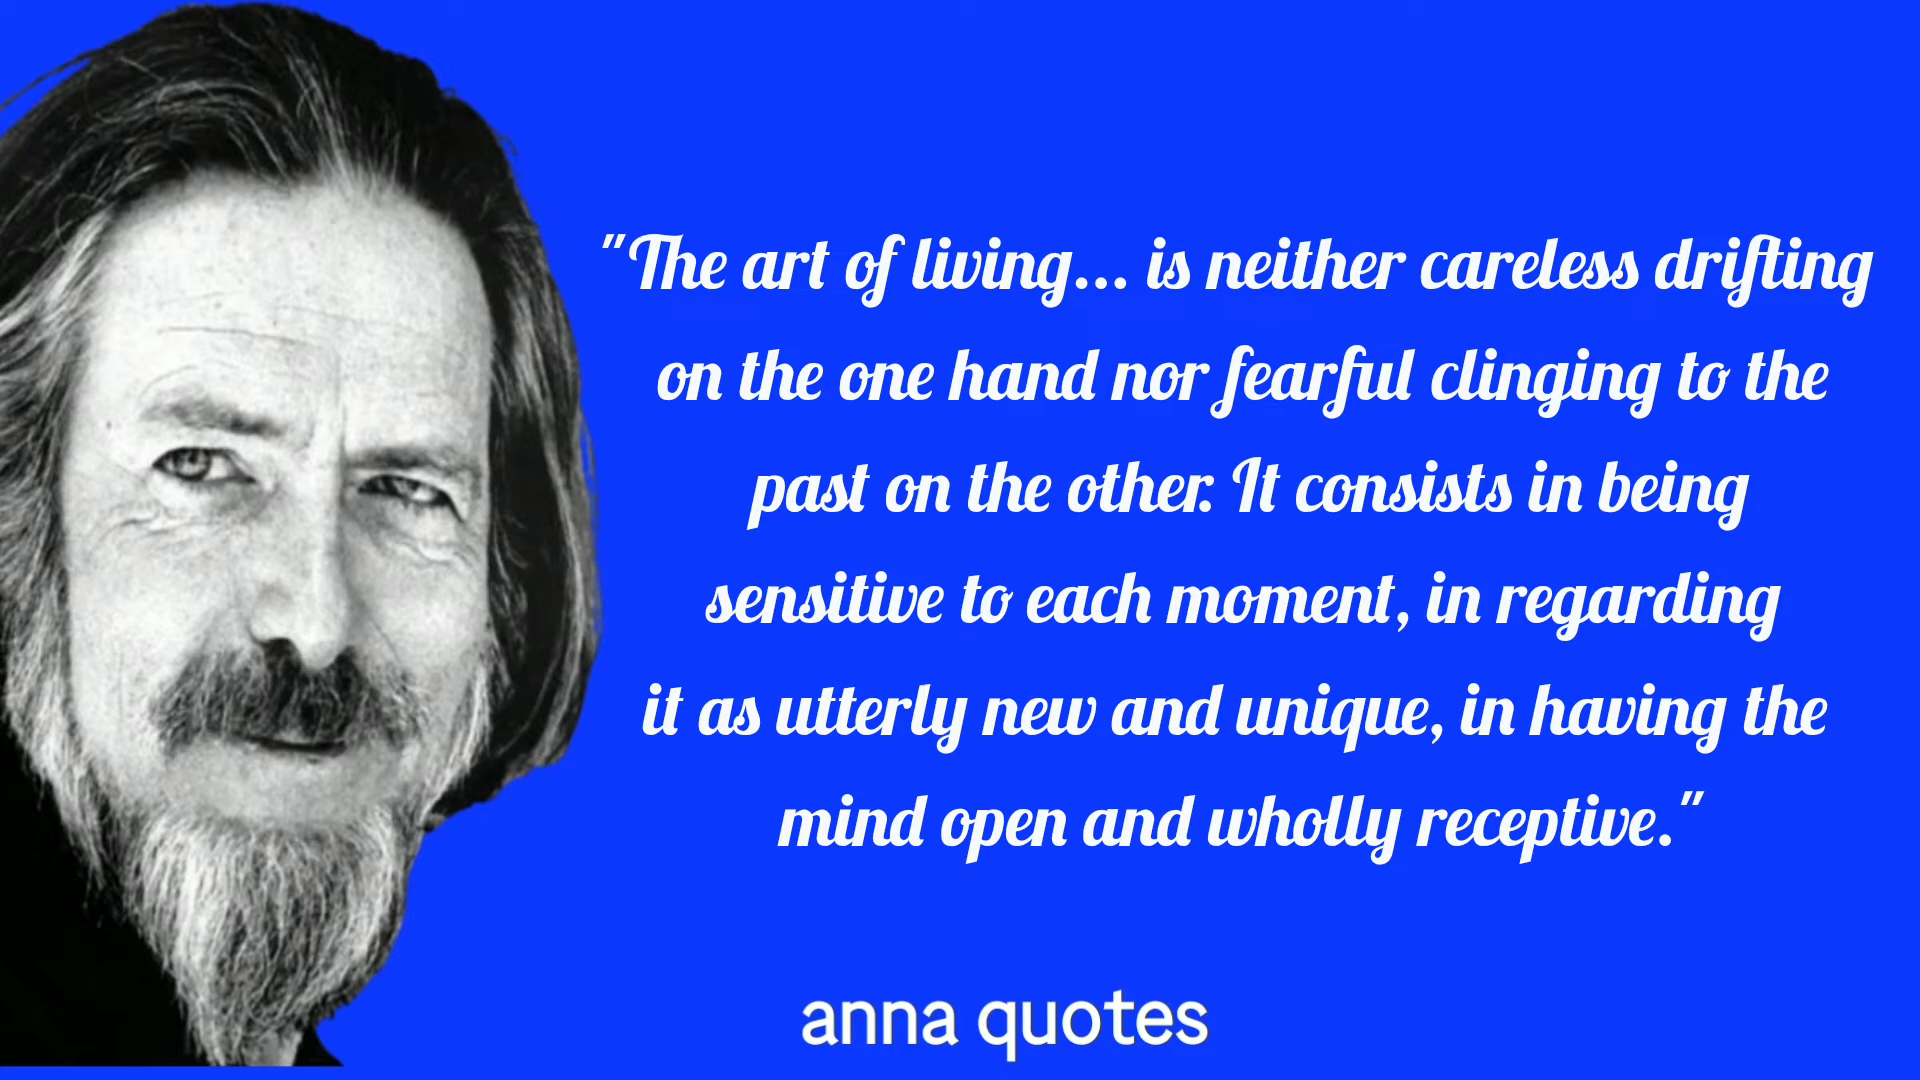 "The art of living... is neither careless drifting
on the one hand nor fearful clinging to the
past on the other. It consists in being
sensitive to each moment, in regarding
it as utterly new and unique, in having the
mind open and wholly receptive."
anna quotes